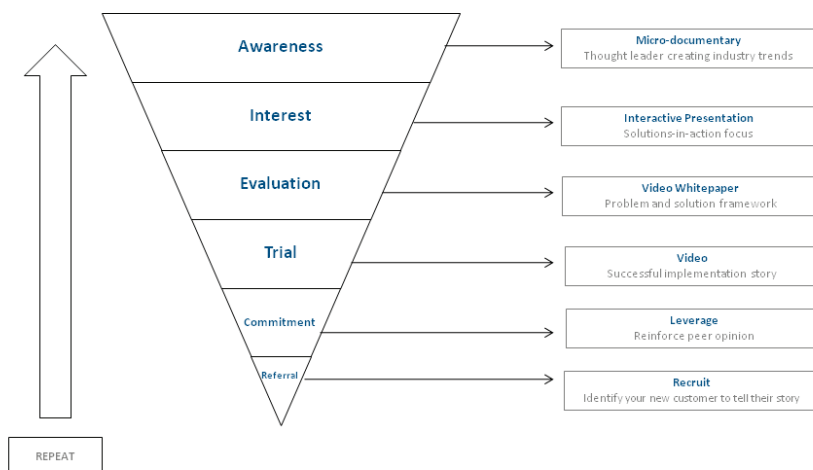 Awareness
Micro-documentary
Thought leader creating industry trends
Interest
Interactive Presentation
Solutions-in-action focus
Evaluation
Video Whitepaper
Problem and solution framework
Trial
Video
Successful implementation story
Commitment
Leverage
Reinforce peer opinion
Referral
Recruit
Identify your new customer to tell their story
REPEAT